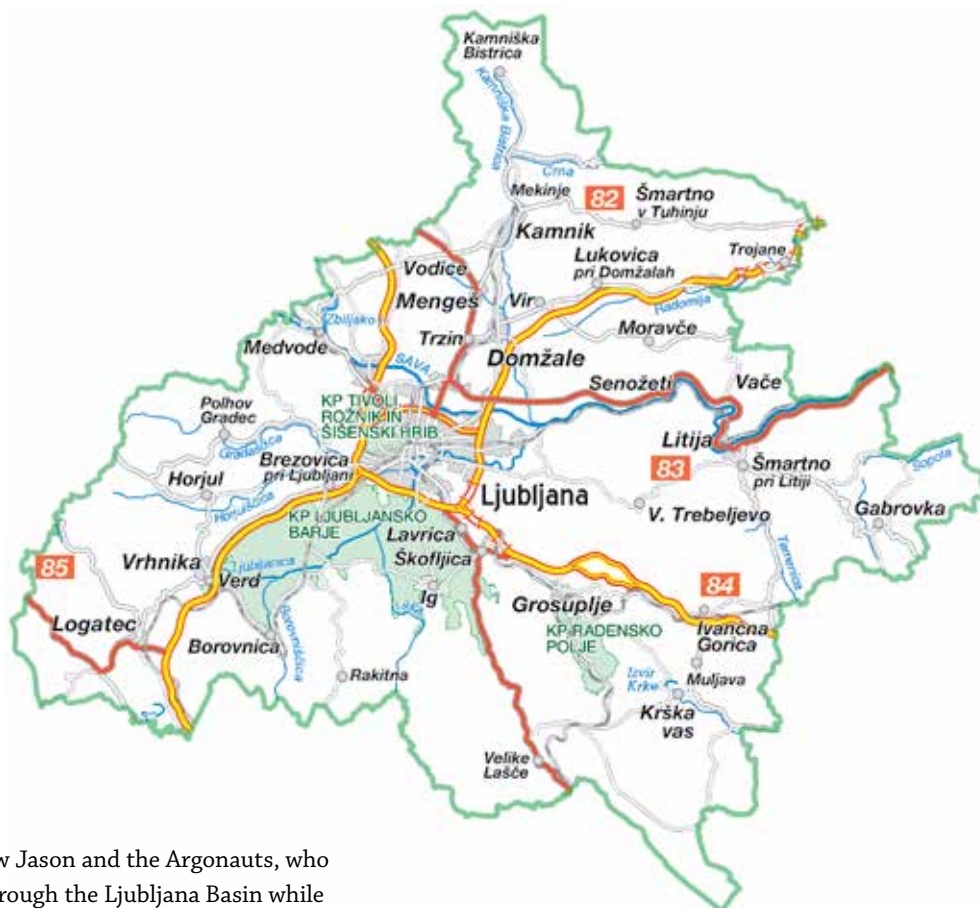 Kamniška
Bistrica
Kamniška Bistrica
Črna
Mekinje
82
Šmartno
v Tuhinju
Kamnik
Trojane
Lukovica
pri Domžalah
Vodice
Mengeš
Vir
Radomlja
Zbiljsko
Trzin
Moravče
Medvode
SAVA
Domžale
Senožeti
Vače
KP TIVOLI
ROŽNIK IN
ŠIŠENSKI HRIB
Polhov
Gradec
Gradaščica
Litija
Brezovica
pri Ljubljani
83
Šmartno
pri Litiji
Sopota
Horjul
Horjulščica
Ljubljana
V. Trebeljevo
Gabrovka
KP LJUBLJANSKO
BARJE
Lavrica
Škofljica
85
Vrhnika
Verd
Ljubljanica
Ig
84
Grosuplje
Logatec
Ivančna
Gorica
Borovnica
Borovniščica
KP RADENSKO
POLJE
Rakitna
Izvir
Krke
Muljava
Krška
vas
Velike
Lašče
w Jason and the Argonauts, who
rough the Ljubljana Basin while